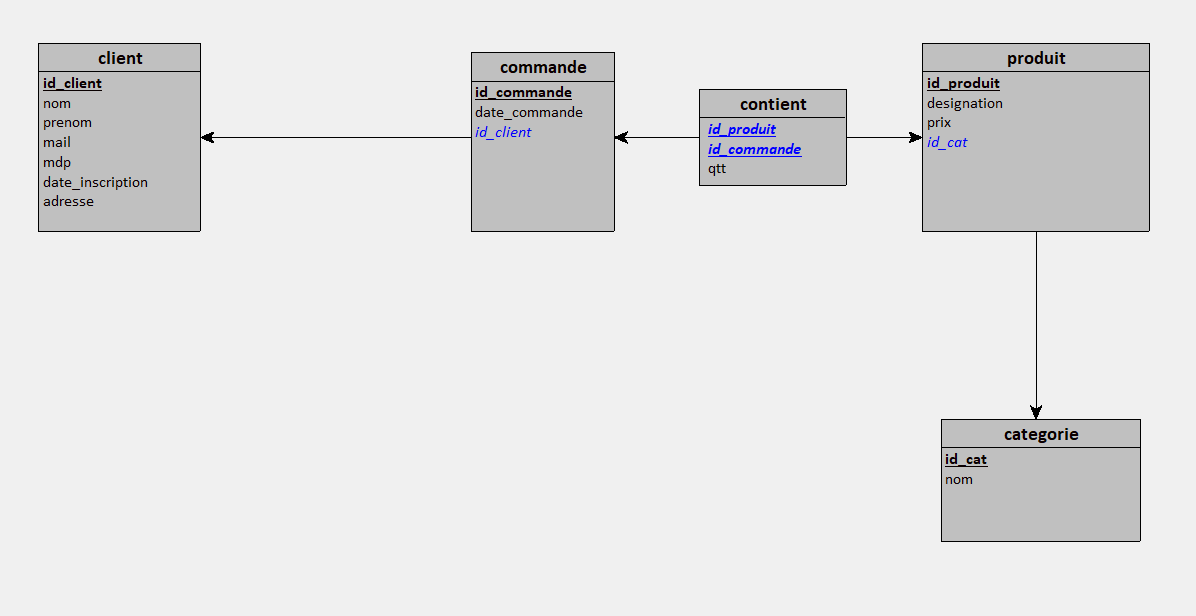 client
id_client
nom
prenom
mail
mdp
date_inscription
adresse
commande
id_commande
date_commande
id_client
contient
id_produit
id_commande
qtt
produit
id_produit
designation
prix
id_cat
categorie
id_cat
nom